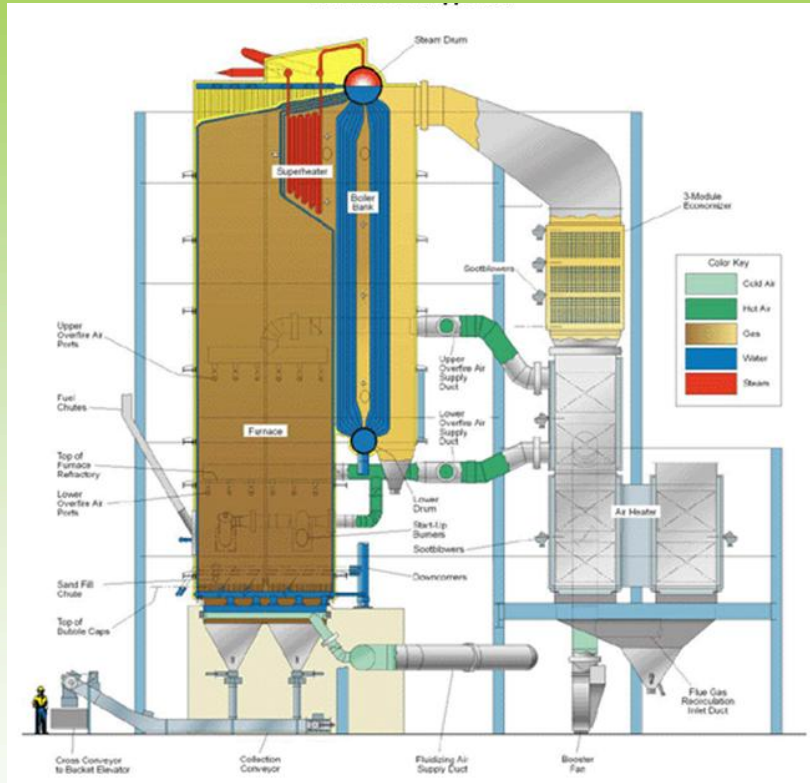 Steam Drum
Superheater
Boiler
Bank
3-Module
Economizer
Sootblowers
Color Key
Cold Air
Hot Air
Gas
Water
Steam
Upper
Overfire Air
Ports
Upper
Overfire Air
Supply
Duct
Fuel
Chutes
Furnace
Lower
Overfire Air
Supply
Duct
Top of
Furnace
Refractory
Lower
Overfire Air
Ports
Lower
Drum
Air Heater
Start-Up
Burners
Sootblowers
Sand Fill
Chute
Downcomers
Top of
Bubble Caps
Flue Gas
Recirculation
Inlet Duct
Cross Conveyor
to Bucket Elevator
Collection
Conveyor
Fluidizing Air
Supply Duct
Booster
Fan